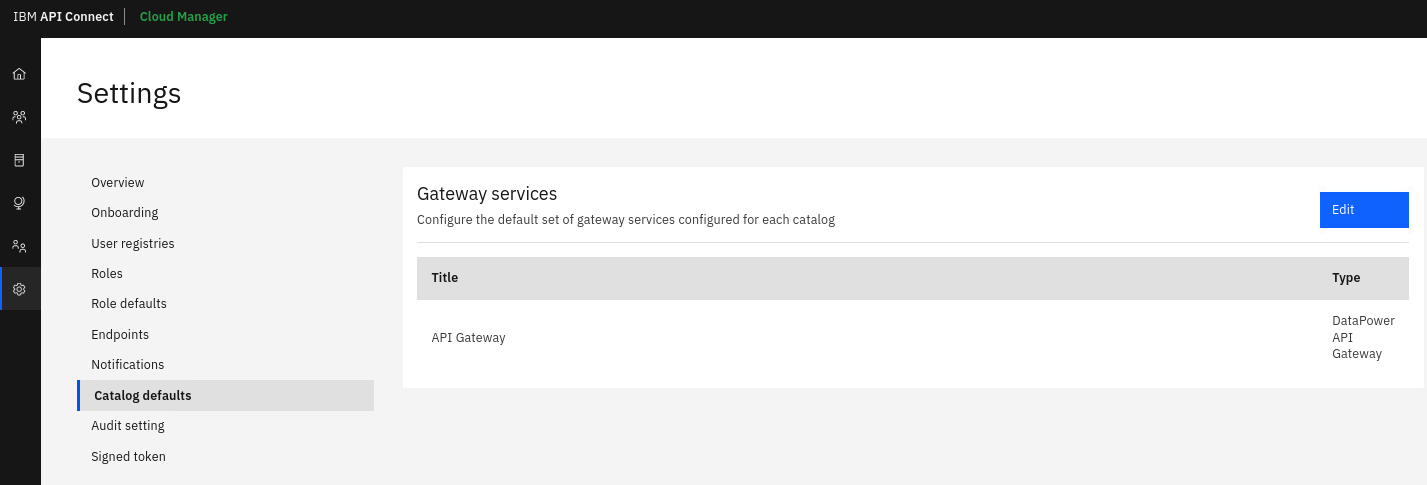 IBM API Connect Cloud Manager
Settings
Overview
Onboarding
User registries
Roles
Role defaults
Endpoints
Notifications
Catalog defaults
Audit setting
Signed token
Gateway services
Configure the default set of gateway services configured for each catalog
Edit
Title Type
API Gateway
DataPower
API
Gateway